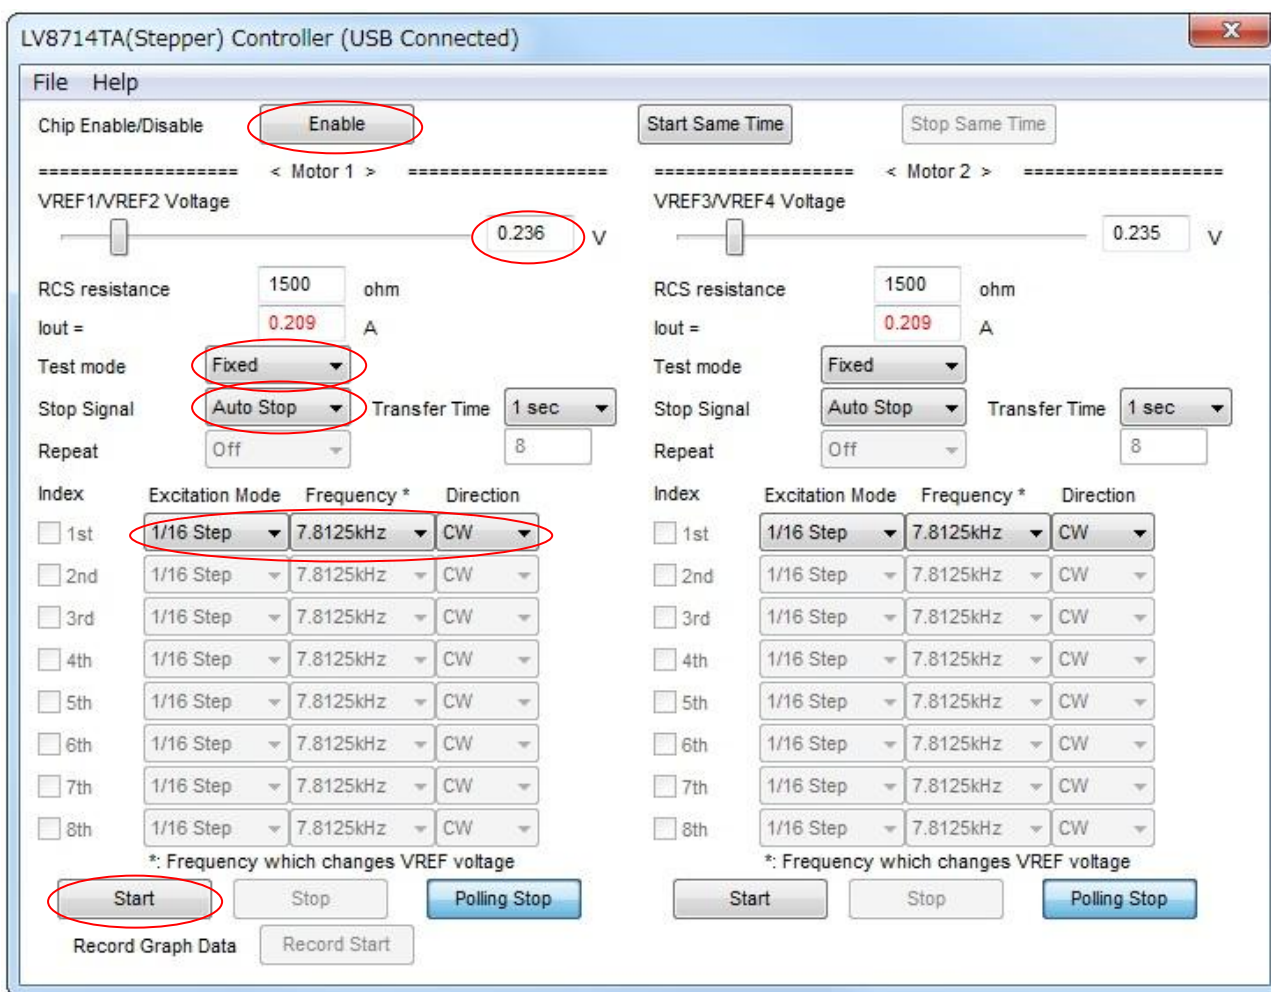 LV8714TA(Stepper) Controller (USB Connected)
File Help
Chip Enable/Disable Enable Start Same Time Stop Same Time
=================== < Motor 1 > =================== =================== < Motor 2 > ===================
VREF1/VREF2 Voltage VREF3/VREF4 Voltage
0.236 V 0.235 V
RCS resistance 1500 ohm RCS resistance 1500 ohm
Iout = 0.209 A Iout = 0.209 A
Test mode Fixed Test mode Fixed
Stop Signal Auto Stop Transfer Time 1 sec Stop Signal Auto Stop Transfer Time 1 sec
Repeat Off 8 Repeat Off 8
Index Excitation Mode Frequency * Direction Index Excitation Mode Frequency * Direction
1st 1/16 Step 7.8125kHz CW 1st 1/16 Step 7.8125kHz CW
2nd 1/16 Step 7.8125kHz CW 2nd 1/16 Step 7.8125kHz CW
3rd 1/16 Step 7.8125kHz CW 3rd 1/16 Step 7.8125kHz CW
4th 1/16 Step 7.8125kHz CW 4th 1/16 Step 7.8125kHz CW
5th 1/16 Step 7.8125kHz CW 5th 1/16 Step 7.8125kHz CW
6th 1/16 Step 7.8125kHz CW 6th 1/16 Step 7.8125kHz CW
7th 1/16 Step 7.8125kHz CW 7th 1/16 Step 7.8125kHz CW
8th 1/16 Step 7.8125kHz CW 8th 1/16 Step 7.8125kHz CW
*: Frequency which changes VREF voltage *: Frequency which changes VREF voltage
Start Stop Polling Stop Start Stop Polling Stop
Record Graph Data Record Start